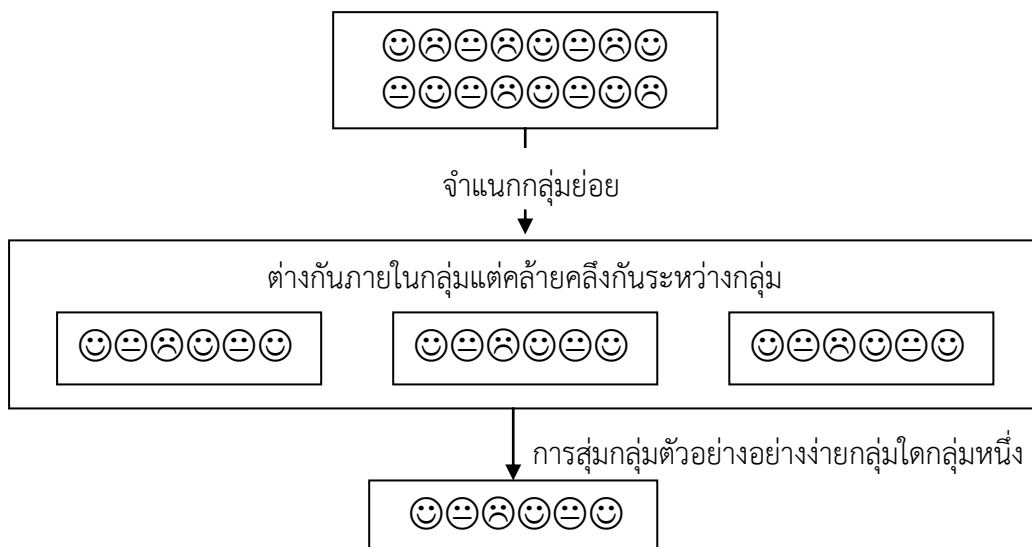 จำแนกกลุ่มย่อย
ต่างกันภายในกลุ่มแต่คล้ายคลึงกันระหว่างกลุ่ม
การสุ่มกลุ่มตัวอย่างอย่างง่ายกลุ่มใดกลุ่มหนึ่ง